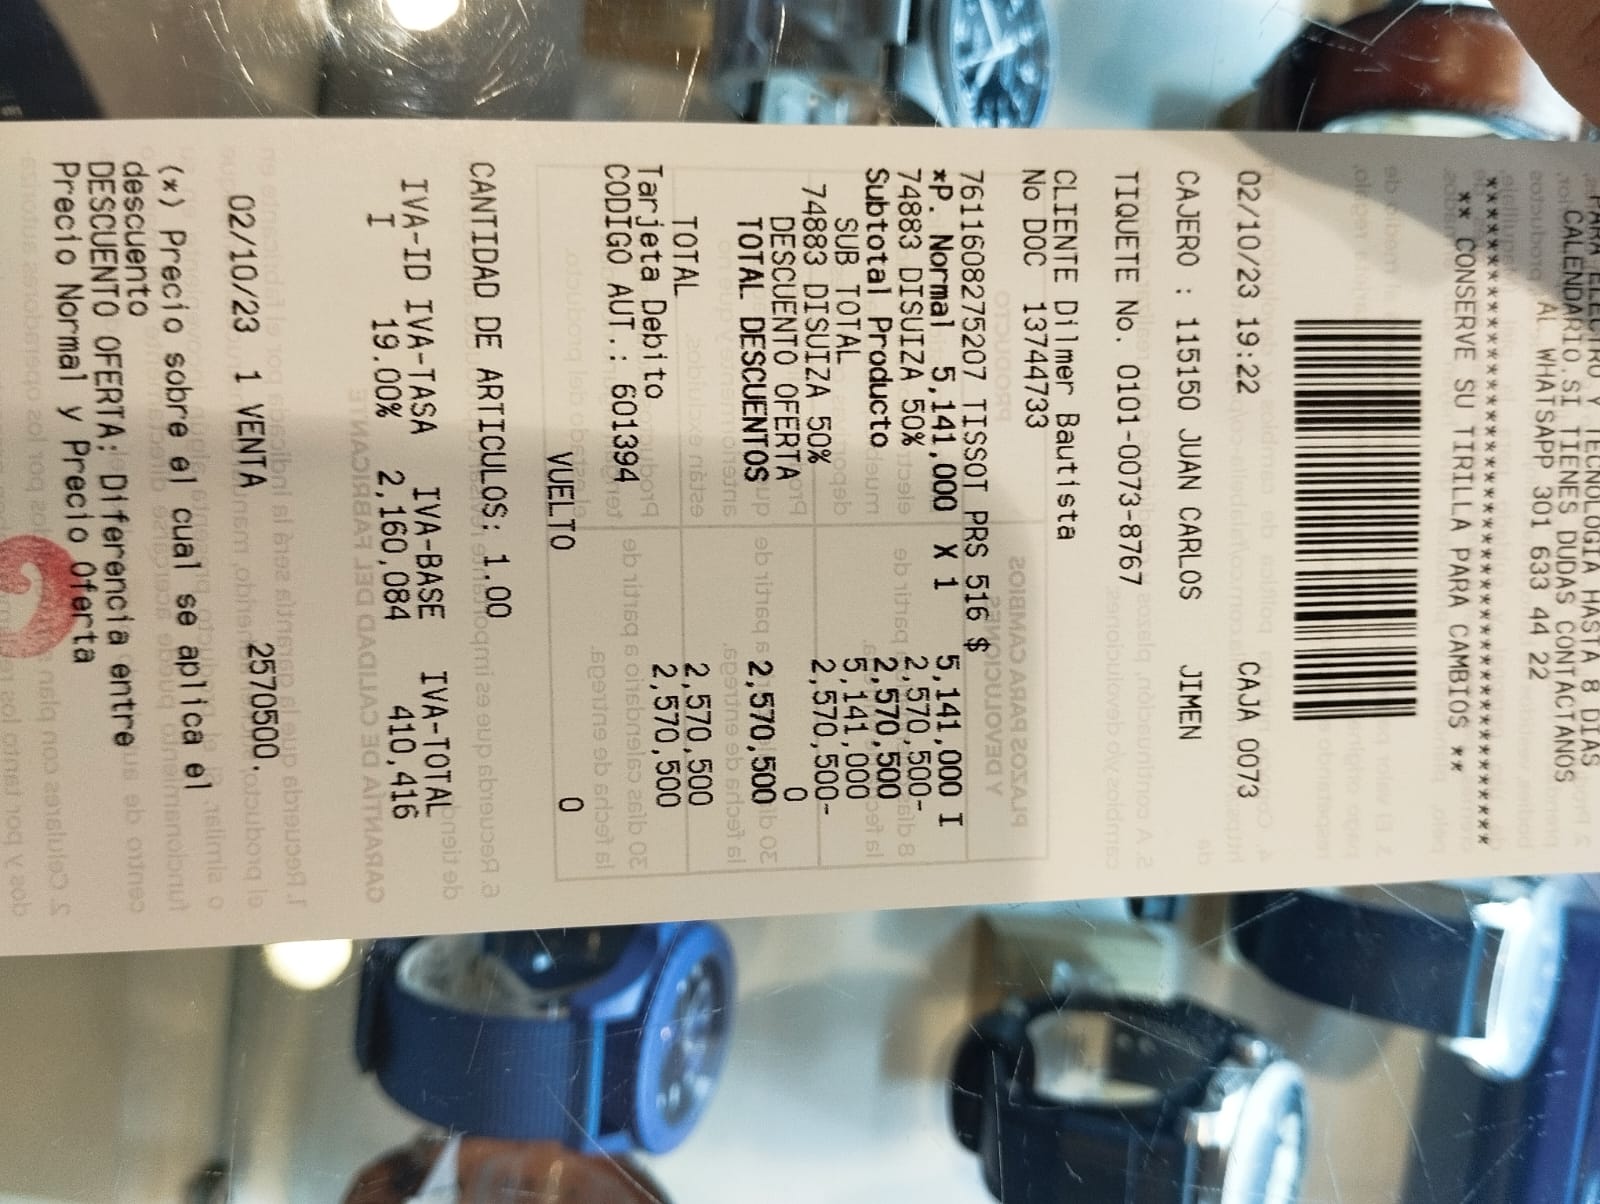 PARA ELECTRO Y TECNOLOGIA HASTA 8 DIAS
CALENDARIO.SI TIENES DUDAS CONTACTANOS
AL WHATSAPP 301 633 44 22
****************************************
** CONSERVE SU TIRILLA PARA CAMBIOS **
02/10/23 19:22 CAJA 0073
CAJERO : 115150 JUAN CARLOS JIMEN
TIQUETE No. 0101-0073-8767
CLIENTE Dilmer Bautista
No DOC 13744733
7611608275207 TISSOT PRS 516 $ 5,141,000 I
*P. Normal 5,141,000 X 1
74883 DISUIZA 50% 2,570,500-
Subtotal Producto 2,570,500
SUB TOTAL 5,141,000
74883 DISUIZA 50% 2,570,500-
DESCUENTO OFERTA 0
TOTAL DESCUENTOS 2,570,500
TOTAL 2,570,500
Tarjeta Debito 2,570,500
CODIGO AUT.: 601394
VUELTO 0
CANTIDAD DE ARTICULOS: 1.00
IVA-ID IVA-TASA IVA-BASE IVA-TOTAL
I 19.00% 2,160,084 410,416
02/10/23 1 VENTA 2570500.
(*) Precio sobre el cual se aplica el
descuento
DESCUENTO OFERTA: Diferencia entre
Precio Normal y Precio Oferta